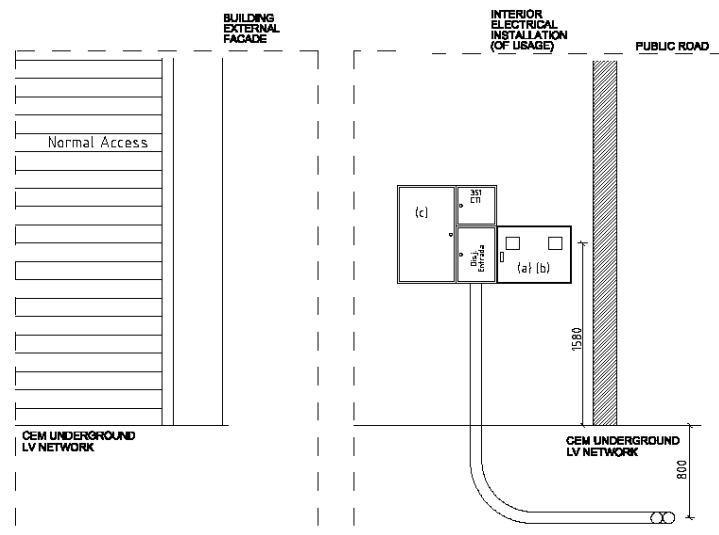 BUILDING
EXTERNAL
FACADE
INTERIOR
ELECTRICAL
INSTALLATION
(OF USAGE)
PUBLIC ROAD
Normal Access
(c)
351
CTI
Disj.
Entrada
(a) (b)
1580
CEM UNDERGROUND
LV NETWORK
CEM UNDERGROUND
LV NETWORK
800